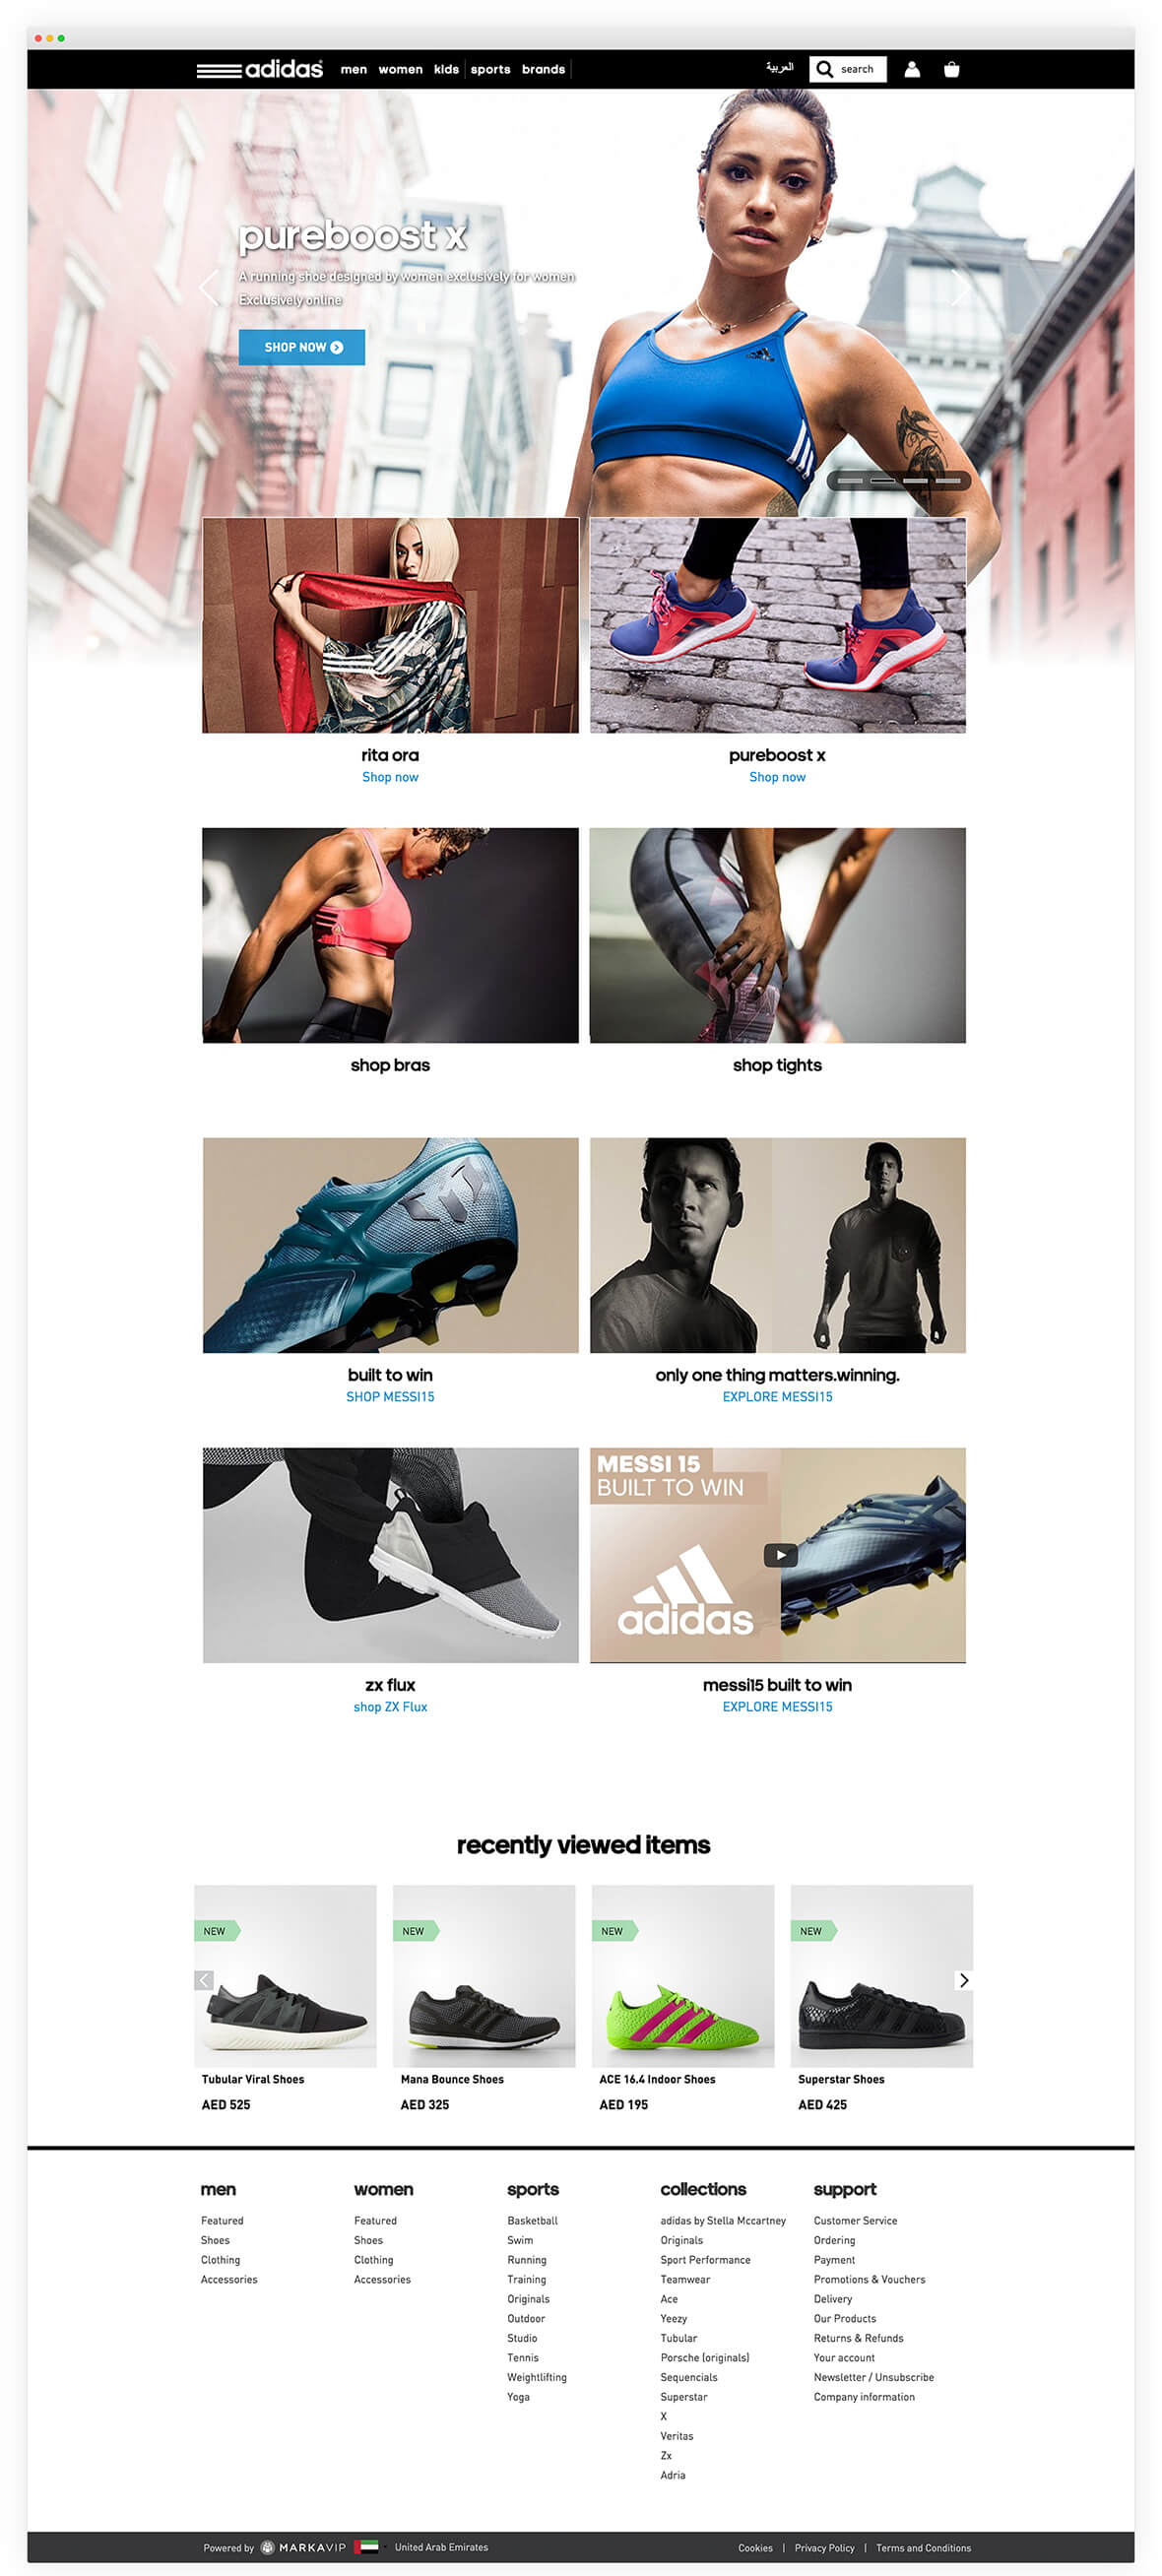 adidas men women kids sports brands العربية search
pureboost x
A running shoe designed by women exclusively for women
Exclusively online
SHOP NOW
rita ora
Shop now
pureboost x
Shop now
shop bras
shop tights
built to win
SHOP MESSI15
only one thing matters.winning.
EXPLORE MESSI15
MESSI 15
BUILT TO WIN
adidas
zx flux
shop ZX Flux
messi15 built to win
EXPLORE MESSI15
recently viewed items
NEW
Tubular Viral Shoes
AED 525
NEW
Mana Bounce Shoes
AED 325
NEW
ACE 16.4 Indoor Shoes
AED 195
NEW
Superstar Shoes
AED 425
men
Featured
Shoes
Clothing
Accessories
women
Featured
Shoes
Clothing
Accessories
sports
Basketball
Swim
Running
Training
Originals
Outdoor
Studio
Tennis
Weightlifting
Yoga
collections
adidas by Stella Mccartney
Originals
Sport Performance
Teamwear
Ace
Yeezy
Tubular
Porsche (originals)
Sequencials
Superstar
X
Veritas
Zx
Adria
support
Customer Service
Ordering
Payment
Promotions & Vouchers
Delivery
Our Products
Returns & Refunds
Your account
Newsletter / Unsubscribe
Company information
Powered by MARKAVIP United Arab Emirates
Cookies | Privacy Policy | Terms and Conditions